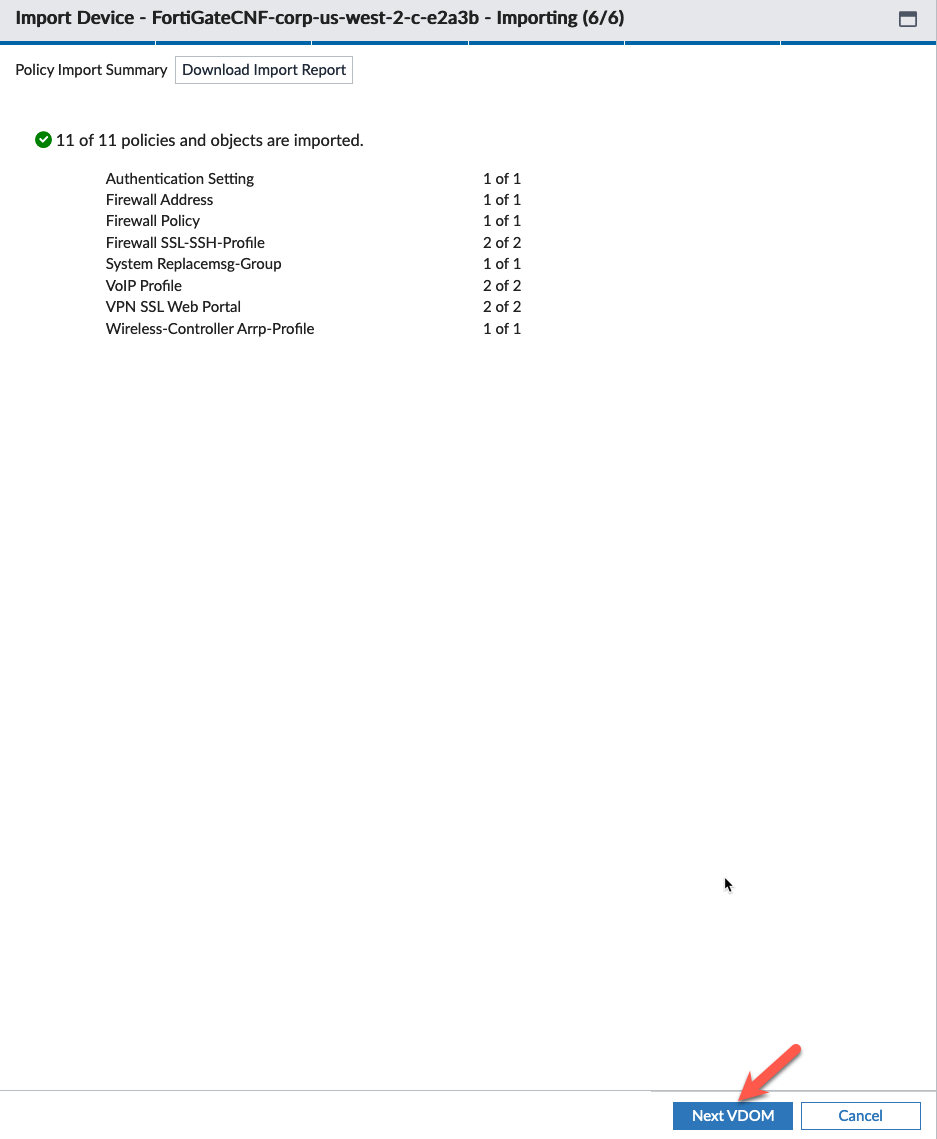 Import Device - FortiGateCNF-corp-us-west-2-c-e2a3b - Importing (6/6)
Policy Import Summary Download Import Report
11 of 11 policies and objects are imported.
Authentication Setting 1 of 1
Firewall Address 1 of 1
Firewall Policy 1 of 1
Firewall SSL-SSH-Profile 2 of 2
System Replacemsg-Group 1 of 1
VoIP Profile 2 of 2
VPN SSL Web Portal 2 of 2
Wireless-Controller Arrp-Profile 1 of 1
Next VDOM Cancel